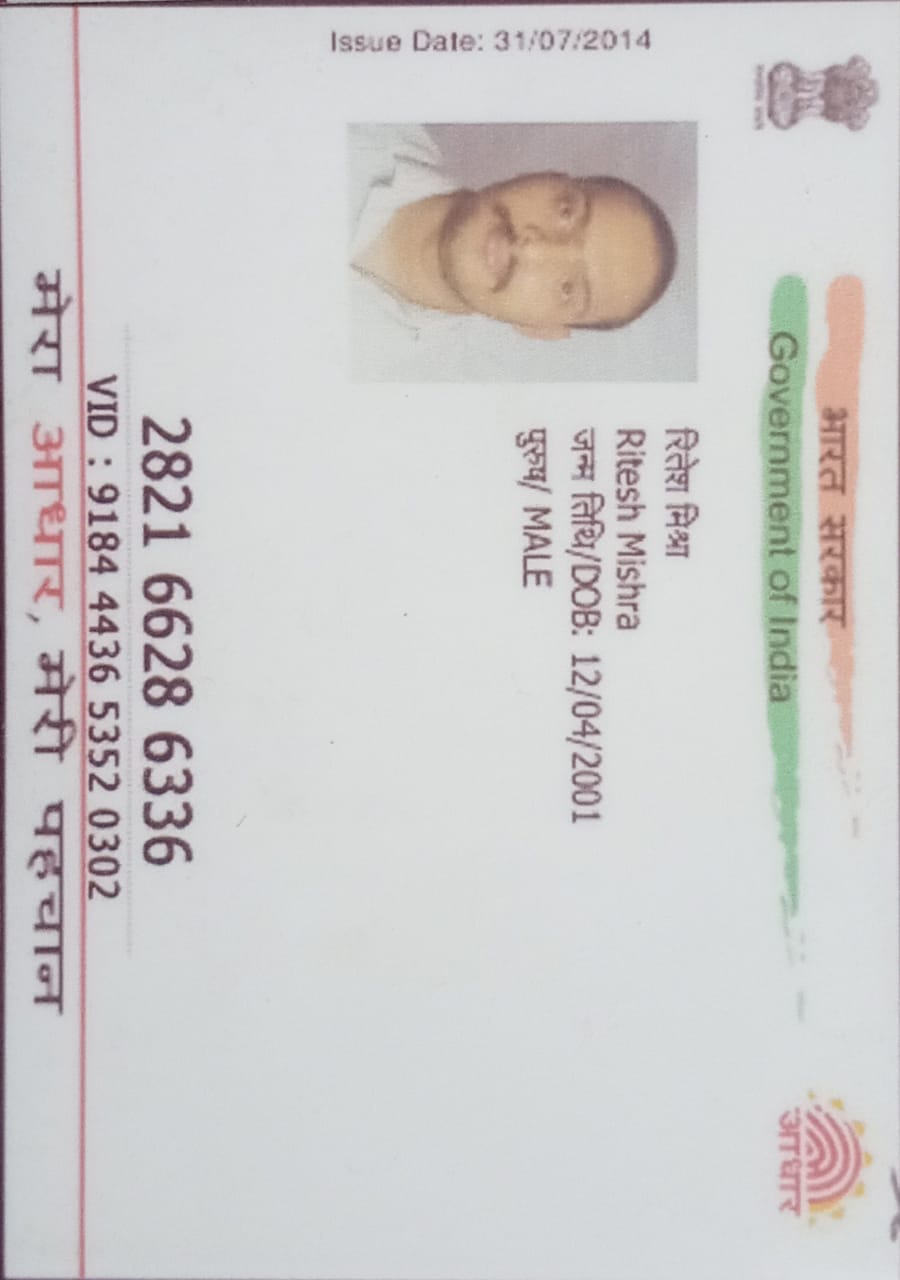 भारत सरकार
Government of India
Issue Date: 31/07/2014
रितेश मिश्रा
Ritesh Mishra
जन्म तिथि/DOB: 12/04/2001
पुरुष/ MALE
2821 6628 6336
VID : 9184 4436 5352 0302
मेरा आधार, मेरी पहचान
आधार